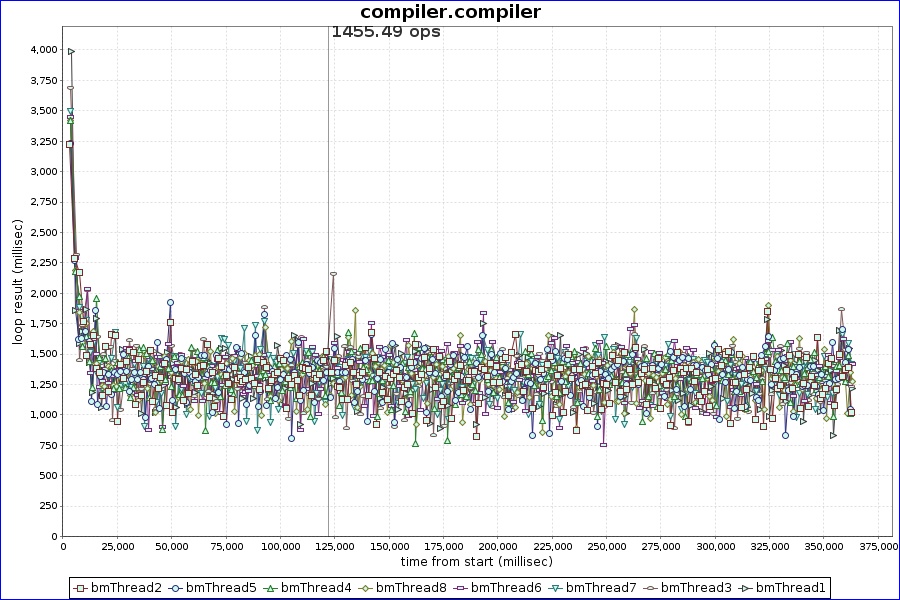 compiler.compiler
1455.49 ops
4,000
3,750
3,500
3,250
3,000
2,750
2,500
2,250
2,000
1,750
1,500
1,250
1,000
750
500
250
0
loop result (millisec)
0 25,000 50,000 75,000 100,000 125,000 150,000 175,000 200,000 225,000 250,000 275,000 300,000 325,000 350,000 375,000
time from start (millisec)
bmThread2 bmThread5 bmThread4 bmThread8 bmThread6 bmThread7 bmThread3 bmThread1